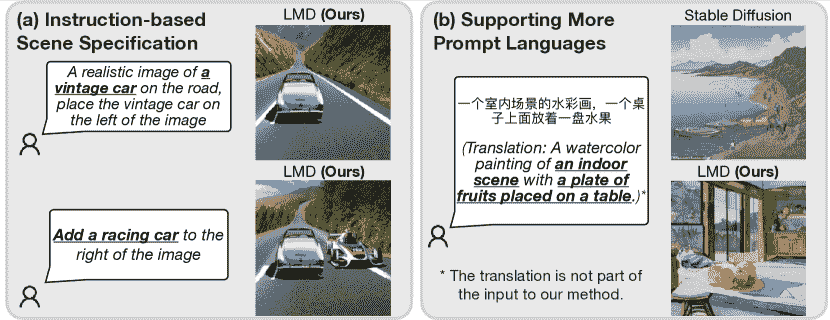 (a) Instruction-based
Scene Specification
LMD (Ours)
A realistic image of a
vintage car on the road,
place the vintage car on
the left of the image
LMD (Ours)
Add a racing car to the
right of the image
(b) Supporting More
Prompt Languages
Stable Diffusion
一个室内场景的水彩画，一个桌
子上面放着一盘水果
(Translation: A watercolor
painting of an indoor
scene with a plate of
fruits placed on a table.)*
LMD (Ours)
* The translation is not part
of the input to our method.